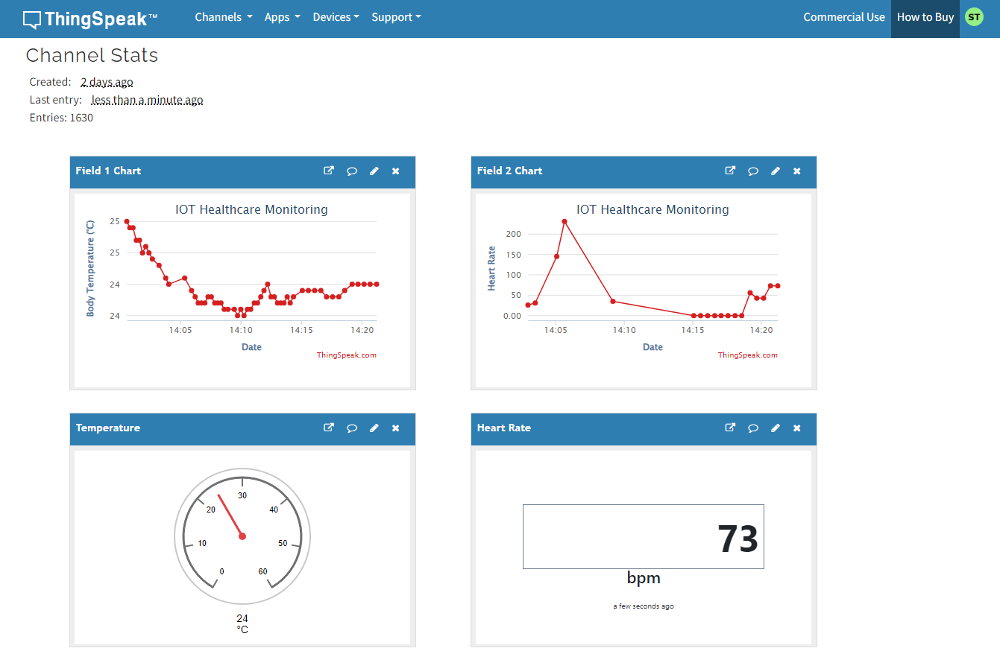 ThingSpeak™ Channels Apps Devices Support Commercial Use How to Buy ST
Channel Stats
Created: 2 days ago
Last entry: less than a minute ago
Entries: 1630
Field 1 Chart
IOT Healthcare Monitoring
Body Temperature (°C)
25
25
24
24
14:05 14:10 14:15 14:20
Date
ThingSpeak.com
Field 2 Chart
IOT Healthcare Monitoring
Heart Rate
200
150
100
50
0.00
14:05 14:10 14:15 14:20
Date
ThingSpeak.com
Temperature
0
10
20
30
40
50
60
24
°C
Heart Rate
73
bpm
a few seconds ago